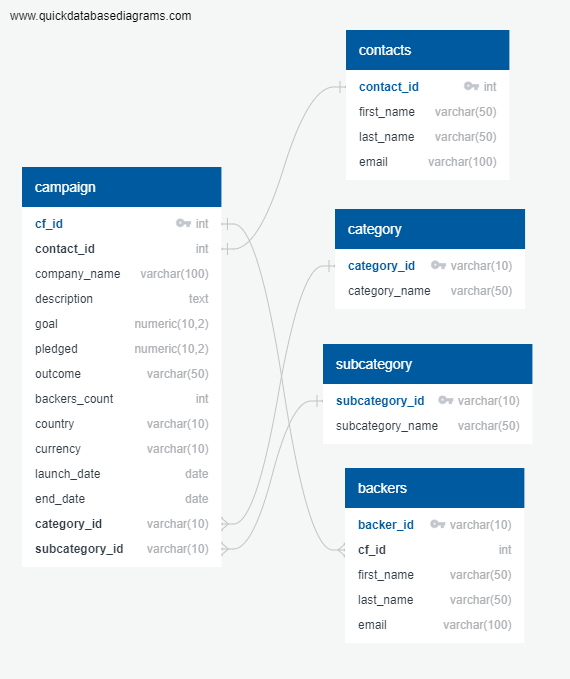 www.quickdatabasediagrams.com
contacts
contact_id int
first_name varchar(50)
last_name varchar(50)
email varchar(100)
campaign
cf_id int
contact_id int
company_name varchar(100)
description text
goal numeric(10,2)
pledged numeric(10,2)
outcome varchar(50)
backers_count int
country varchar(10)
currency varchar(10)
launch_date date
end_date date
category_id varchar(10)
subcategory_id varchar(10)
category
category_id varchar(10)
category_name varchar(50)
subcategory
subcategory_id varchar(10)
subcategory_name varchar(50)
backers
backer_id varchar(10)
cf_id int
first_name varchar(50)
last_name varchar(50)
email varchar(100)